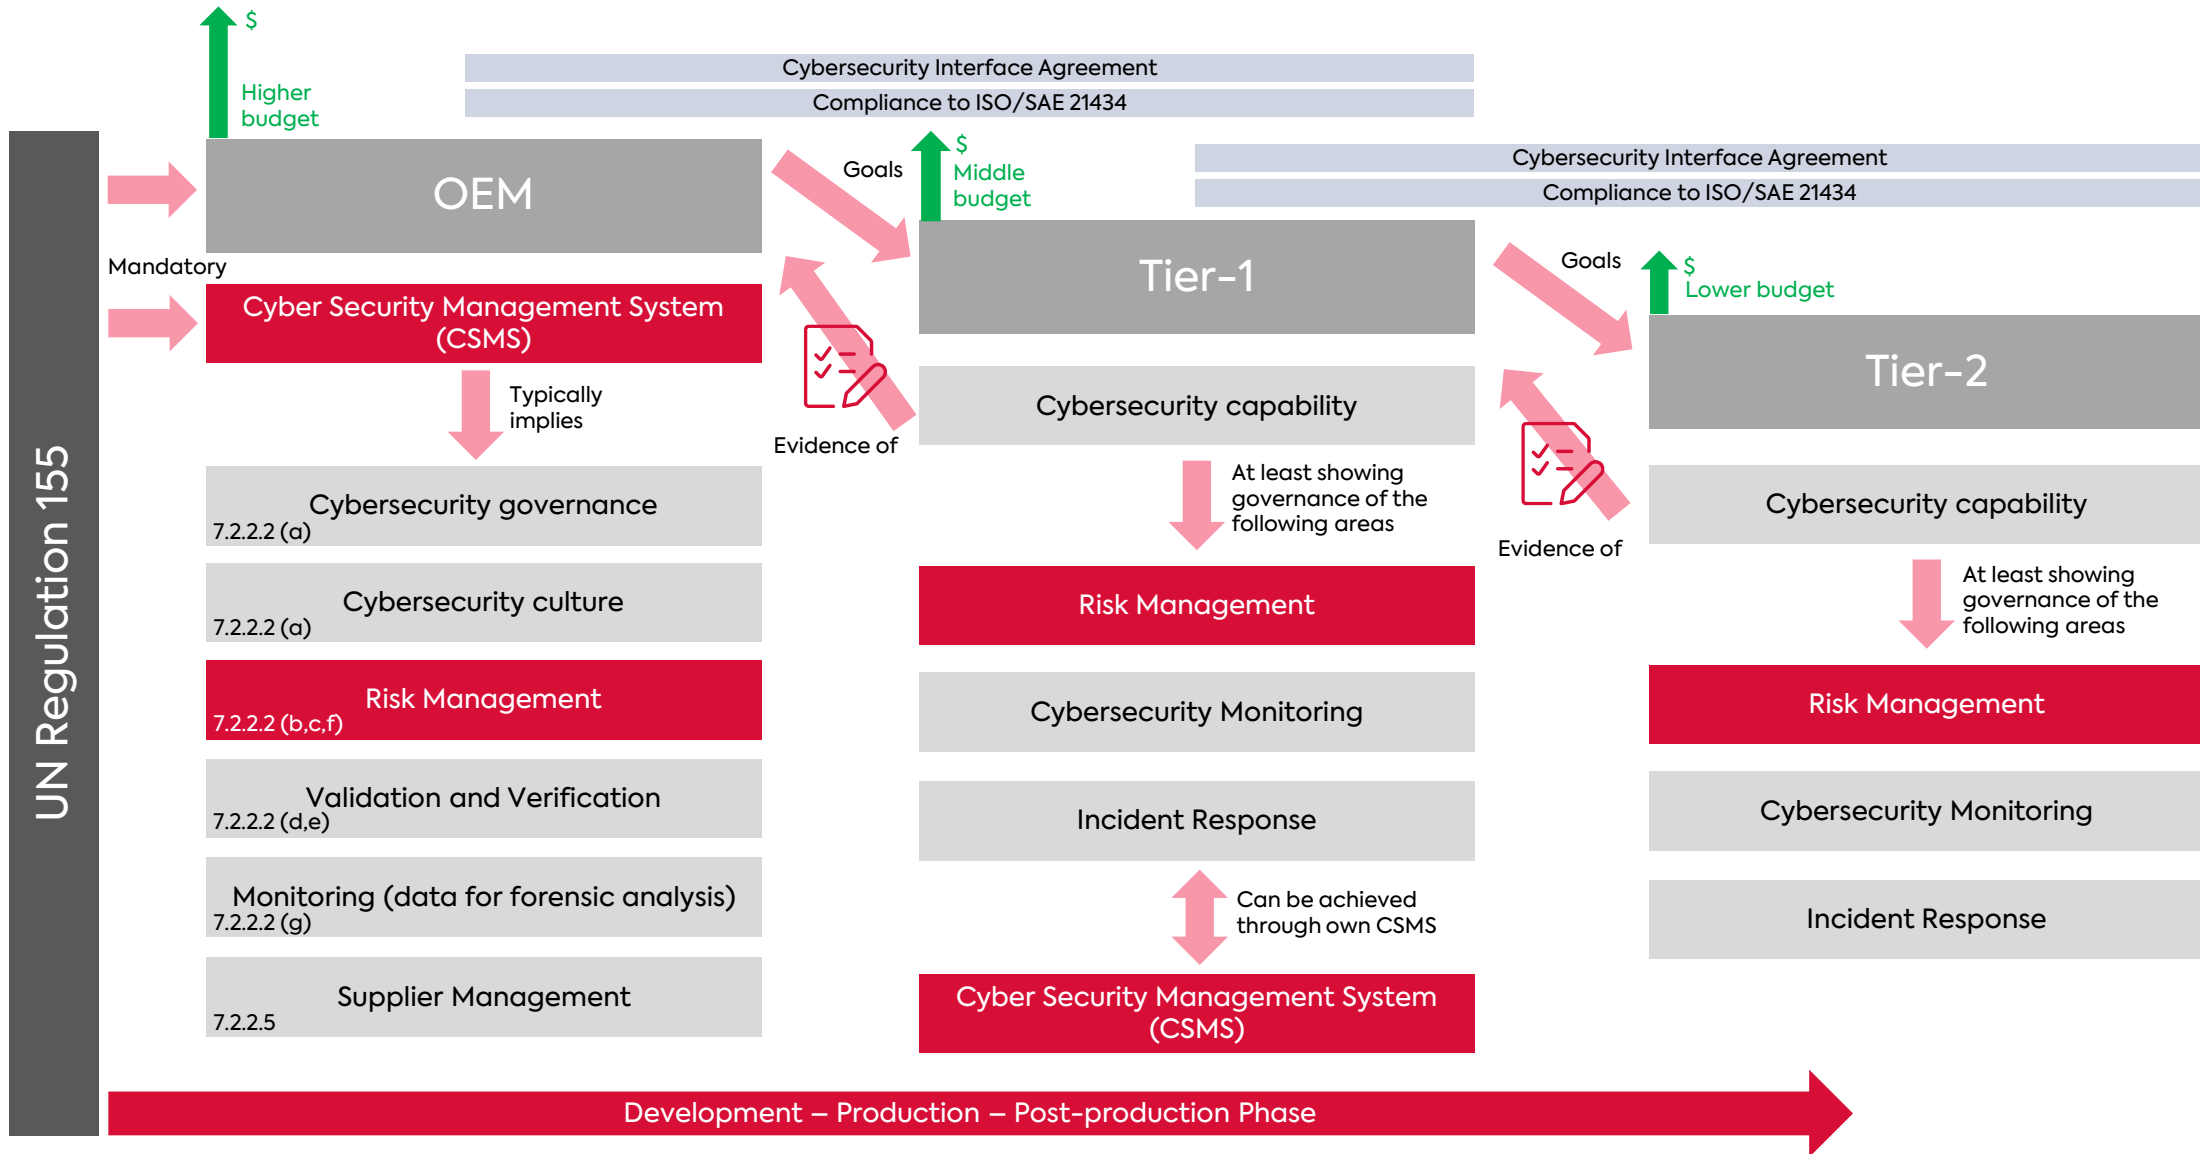 $
Higher
budget
Cybersecurity Interface Agreement
Compliance to ISO/SAE 21434
UN Regulation 155
Mandatory
OEM
Cyber Security Management System
(CSMS)
Typically
implies
Cybersecurity governance
7.2.2.2 (a)
Cybersecurity culture
7.2.2.2 (a)
Risk Management
7.2.2.2 (b,c,f)
Validation and Verification
7.2.2.2 (d,e)
Monitoring (data for forensic analysis)
7.2.2.2 (g)
Supplier Management
7.2.2.5
Goals
Evidence of
$
Middle
budget
Cybersecurity Interface Agreement
Compliance to ISO/SAE 21434
Tier-1
Cybersecurity capability
At least showing
governance of the
following areas
Risk Management
Cybersecurity Monitoring
Incident Response
Can be achieved
through own CSMS
Cyber Security Management System
(CSMS)
Goals
Evidence of
$
Lower budget
Tier-2
Cybersecurity capability
At least showing
governance of the
following areas
Risk Management
Cybersecurity Monitoring
Incident Response
Development – Production – Post-production Phase